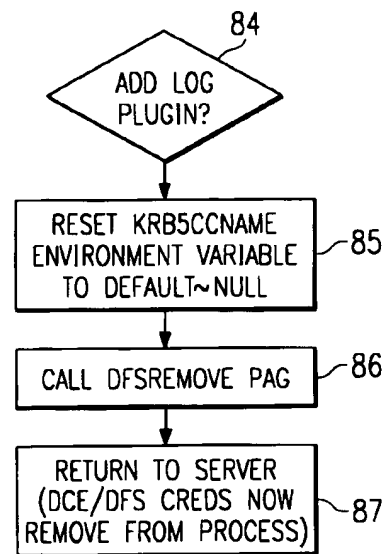 84
ADD LOG
PLUGIN?
RESET KRB5CCNAME
ENVIRONMENT VARIABLE
TO DEFAULT~NULL
85
CALL DFSREMOVE PAG
86
RETURN TO SERVER
(DCE/DFS CREDS NOW
REMOVE FROM PROCESS)
87